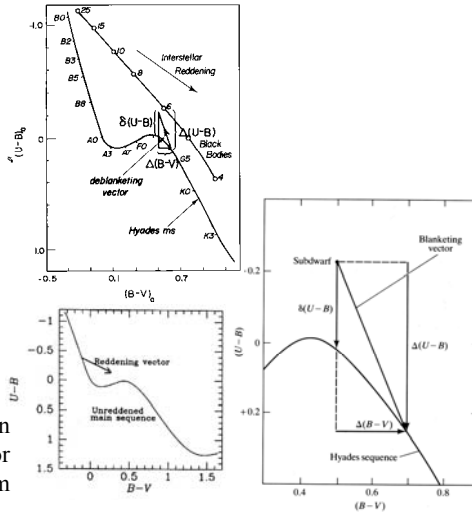 -1.0
0
1.0
(U-B)
B0
B2
B3
B5
B8
A0
A3
A7
F0
G5
K0
K3
25
15
10
8
6
4
Interstellar
Reddening
δ(U-B)
Δ(U-B)
Black
Bodies
Δ(B-V)
deblanketing
vector
Hyades ms
-0.5
0.1
0.7
(B-V)
-1
-0.5
0
0.5
1.0
1.5
U-B
Reddening vector
Unreddened
main sequence
0
0.5
1
1.5
B-V
n
or
m
Blanketing
vector
Subdwarf
-0.2
0
+0.2
(U-B)
δ(U-B)
Δ(U-B)
Δ(B-V)
Hyades sequence
0.4
0.6
0.8
(B-V)